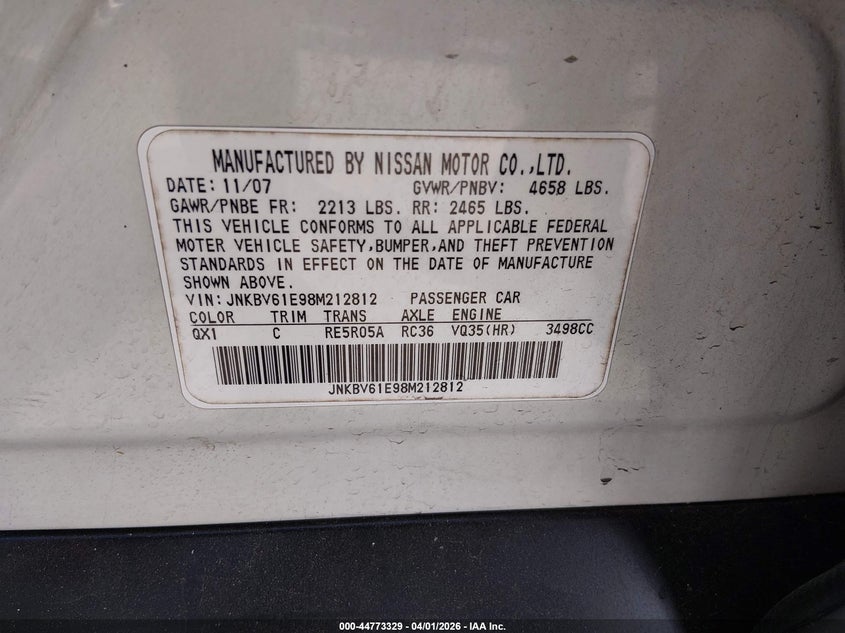 MANUFACTURED BY NISSAN MOTOR CO.,LTD.
DATE: 11/07 GVWR/PNBV: 4658 LBS.
GAWR/PNBE FR: 2213 LBS. RR: 2465 LBS.
THIS VEHICLE CONFORMS TO ALL APPLICABLE FEDERAL
MOTER VEHICLE SAFETY,BUMPER,AND THEFT PREVENTION
STANDARDS IN EFFECT ON THE DATE OF MANUFACTURE
SHOWN ABOVE.
VIN: JNKBV61E98M212812 PASSENGER CAR
COLOR TRIM TRANS AXLE ENGINE
QX1 C RE5R05A RC36 VQ35(HR) 3498CC
JNKBV61E98M212812
000-44773329 - 04/01/2026 - IAA Inc.